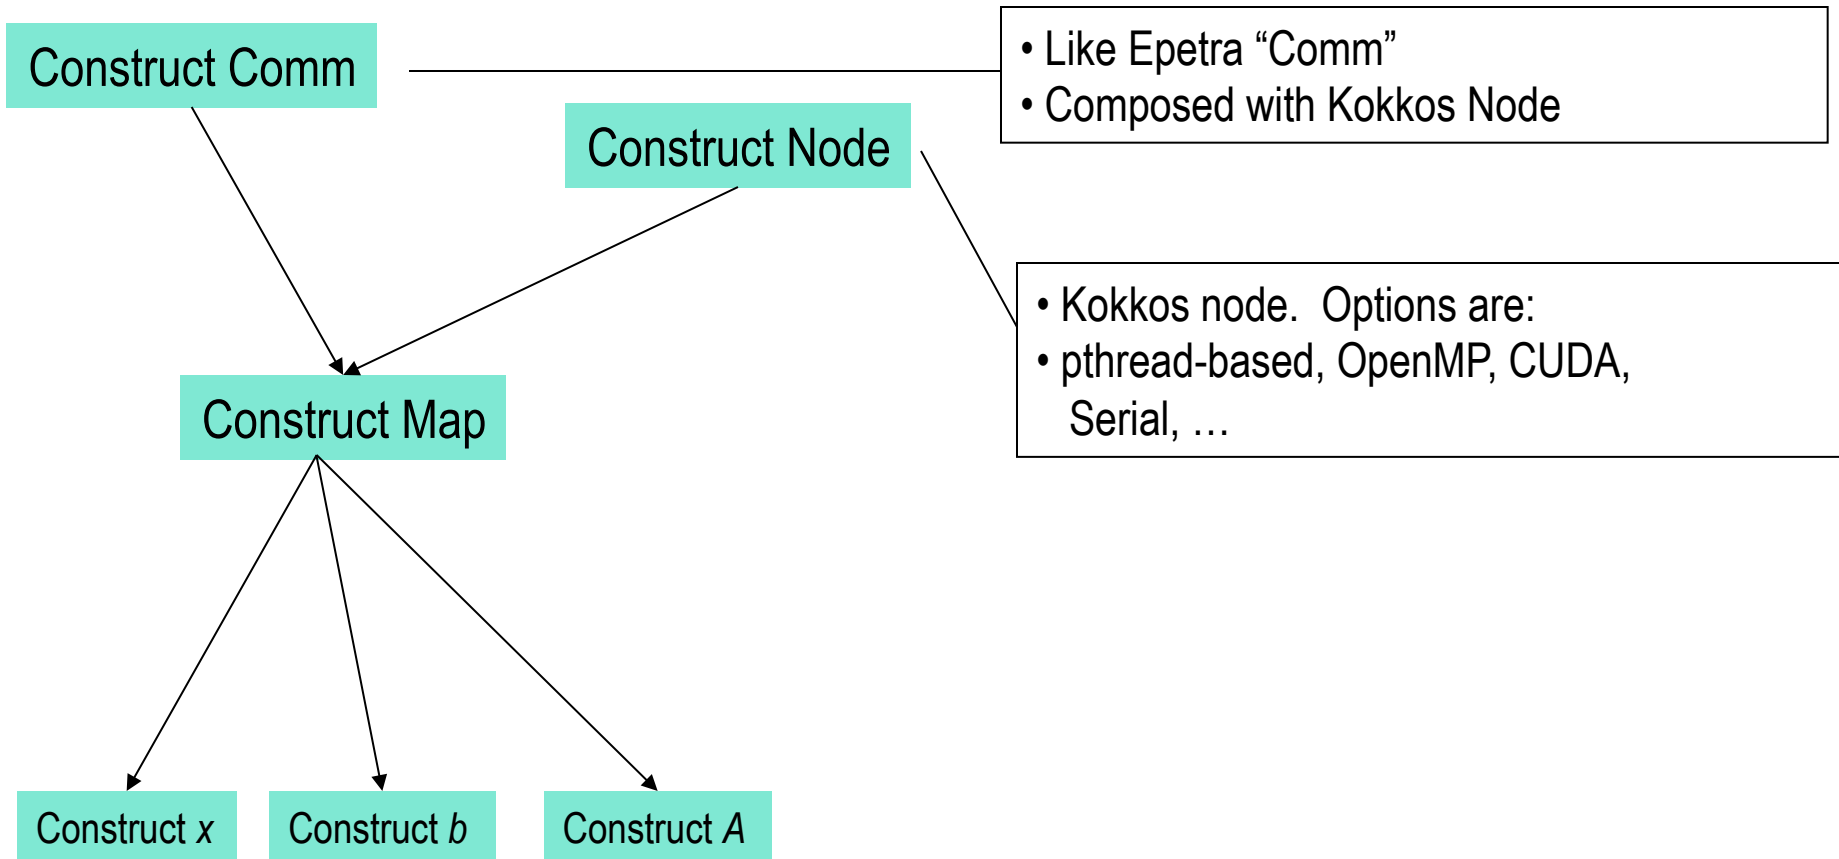 Construct Comm
• Like Epetra “Comm”
• Composed with Kokkos Node
Construct Node
• Kokkos node.  Options are:
• pthread-based, OpenMP, CUDA,
Serial, …
Construct Map
Construct x
Construct b
Construct A